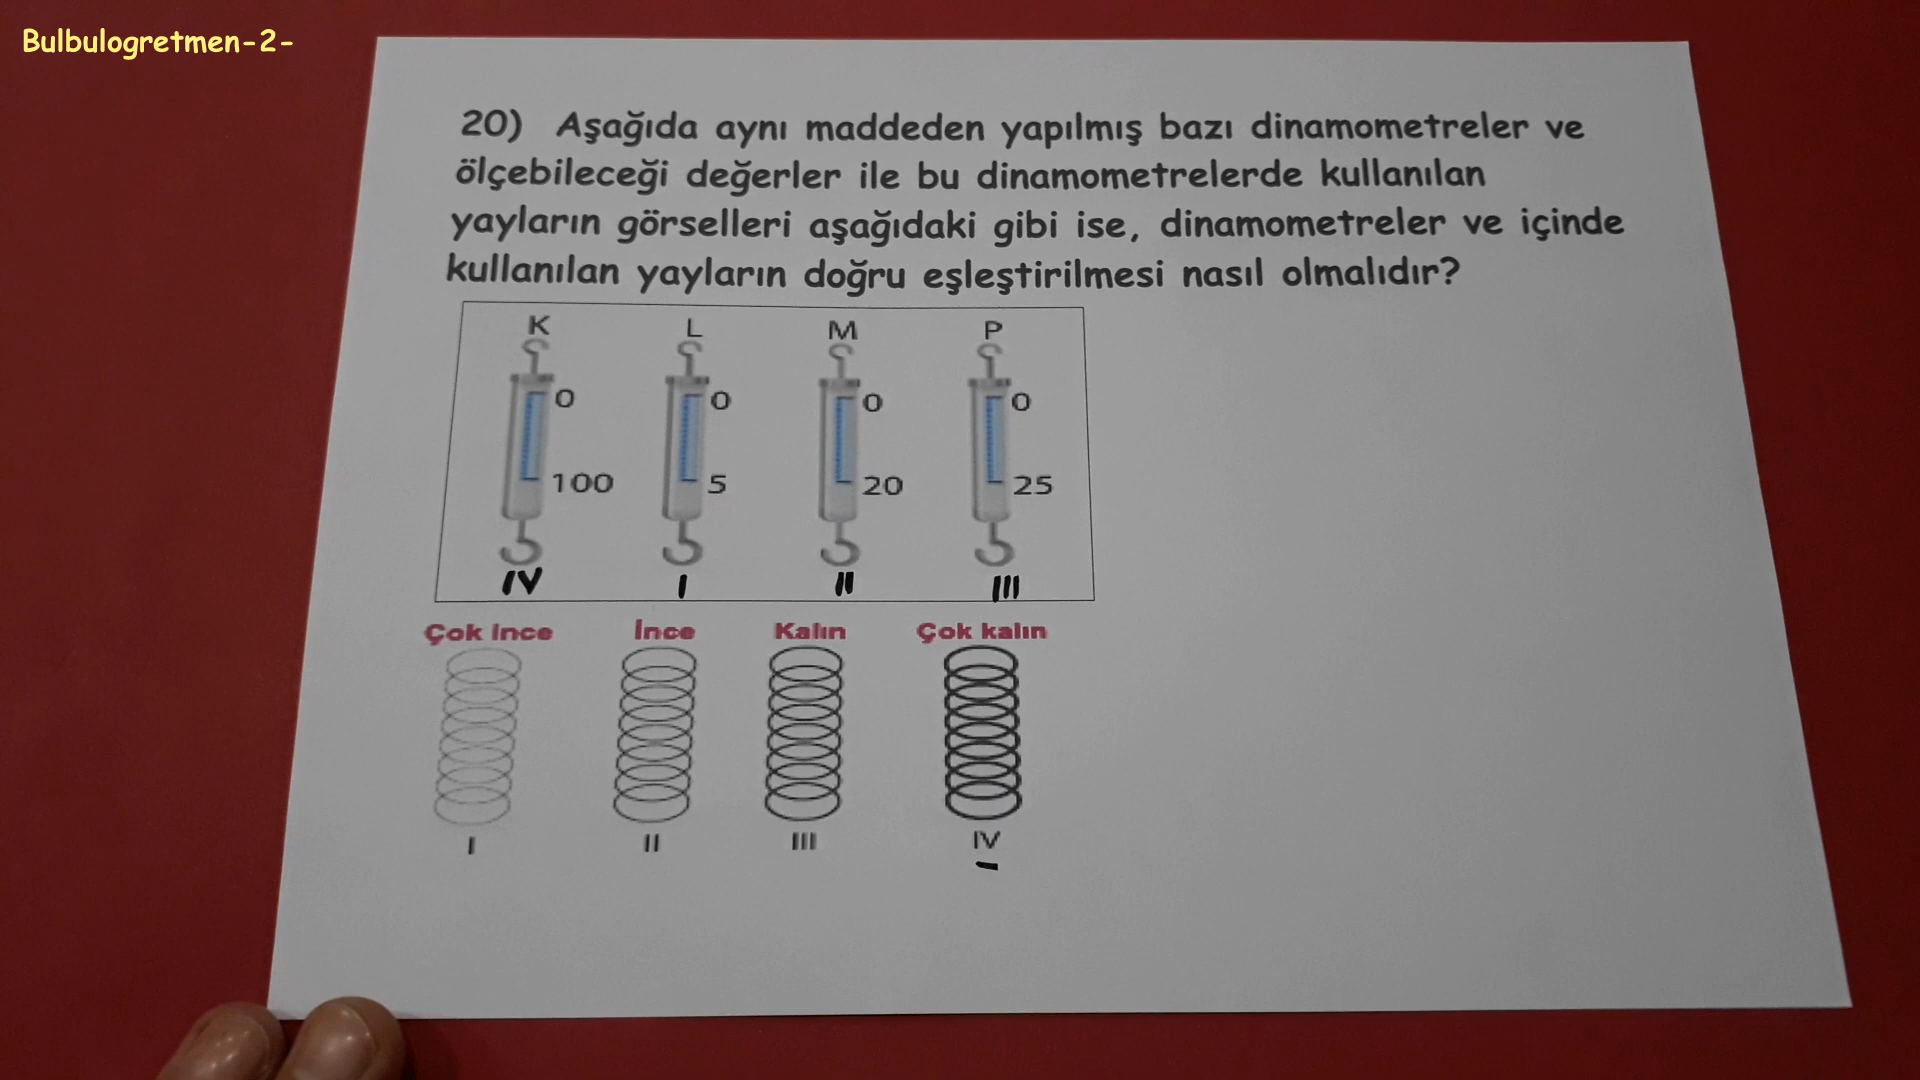 Bulbulogretmen-2-
20) Aşağıda aynı maddeden yapılmış bazı dinamometreler ve
ölçebileceği değerler ile bu dinamometrelerde kullanılan
yayların görselleri aşağıdaki gibi ise, dinamometreler ve içinde
kullanılan yayların doğru eşleştirilmesi nasıl olmalıdır?
K L M P
0 0 0 0
100 5 20 25
IV I II III
Çok ince İnce Kalın Çok kalın
I II III IV